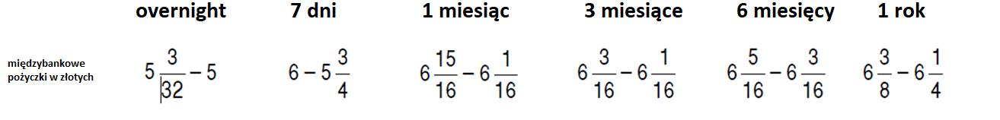 overnight 7 dni 1 miesiąc 3 miesiące 6 miesięcy 1 rok
międzybankowe
pożyczki w złotych 5 3/32 – 5 6 – 5 3/4 6 15/16 – 6 1/16 6 3/16 – 6 1/16 6 5/16 – 6 3/16 6 3/8 – 6 1/4